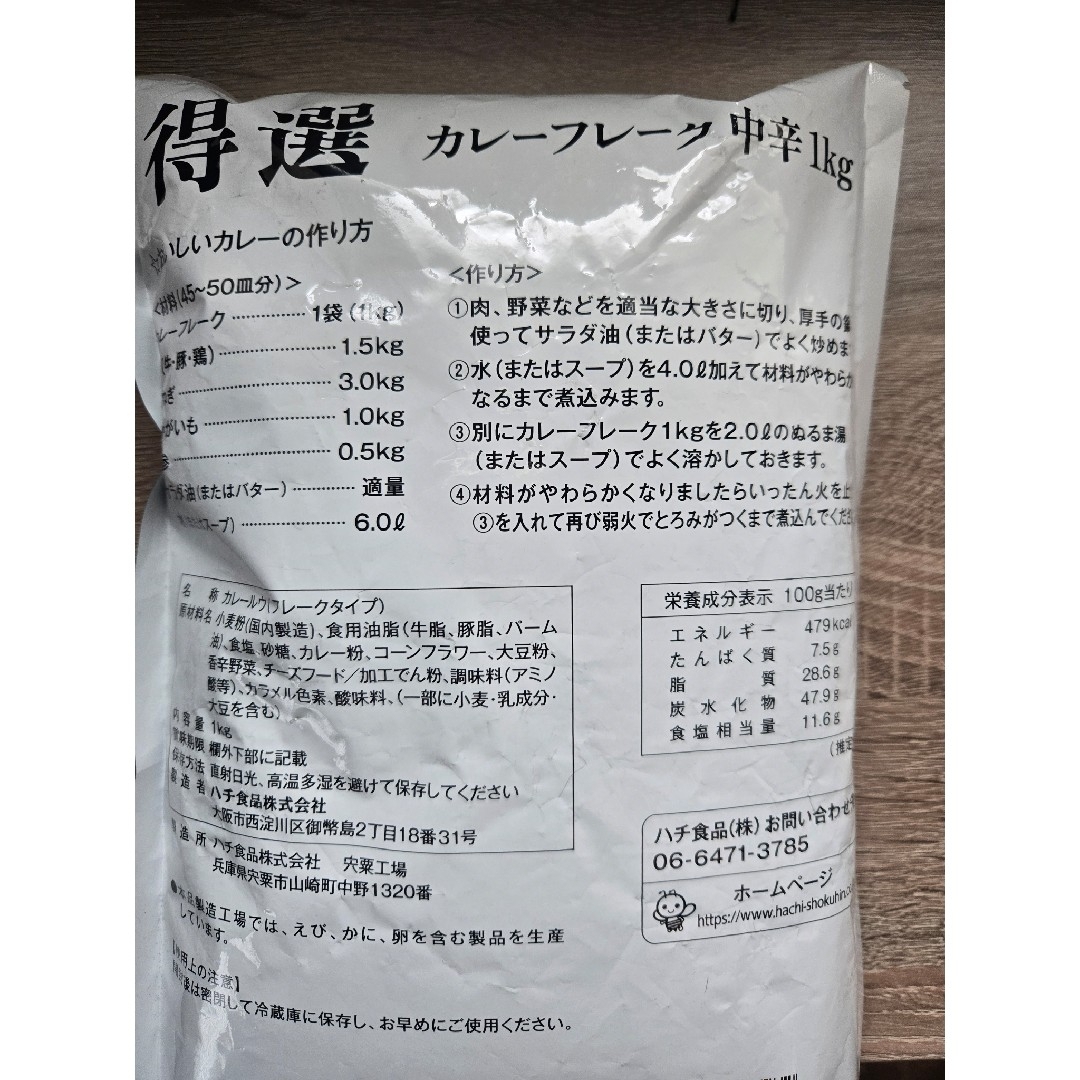 得選 カレーフレーク 中辛 1kg
おいしいカレーの作り方
<材料(45~50皿分)>
カレーフレーク 1袋(1kg)
・豚・鶏) 1.5kg
ぎ 3.0kg
がいも 1.0kg
0.5kg
油(またはバター) 適量
スープ) 6.0ℓ
<作り方>
①肉、野菜などを適当な大きさに切り、厚手の
使ってサラダ油(またはバター)でよく炒めま
②水(またはスープ)を4.0ℓ加えて材料がやわらか
なるまで煮込みます。
③別にカレーフレーク1kgを2.0ℓのぬるま湯
(またはスープ)でよく溶かしておきます。
④材料がやわらかくなりましたらいったん火を止
③を入れて再び弱火でとろみがつくまで煮込んでくださ
名 称 カレールウ(フレークタイプ)
原材料名 小麦粉(国内製造)、食用油脂(牛脂、豚脂、パーム
油)、食塩、砂糖、カレー粉、コーンフラワー、大豆粉、
香辛野菜、チーズフード/加工でん粉、調味料(アミノ
酸等)、カラメル色素、酸味料、(一部に小麦・乳成分・
大豆を含む)
内容量 1kg
賞味期限 欄外下部に記載
保存方法 直射日光、高温多湿を避けて保存してください
製造者 ハチ食品株式会社
大阪市西淀川区御幣島2丁目18番31号
製造所 ハチ食品株式会社 宍粟工場
兵庫県宍粟市山崎町中野1320番
●本品製造工場では、えび、かに、卵を含む製品を生産
しています。
【使用上の注意】
開封後は密閉して冷蔵庫に保存し、お早めにご使用ください。
栄養成分表示 100g当たり
エネルギー 479kcal
たんぱく質 7.5g
脂質 28.6g
炭水化物 47.9g
食塩相当量 11.6g
(推定
ハチ食品(株) お問い合わせ
06-6471-3785
ホームページ
https://www.hachi-shokuhin.co